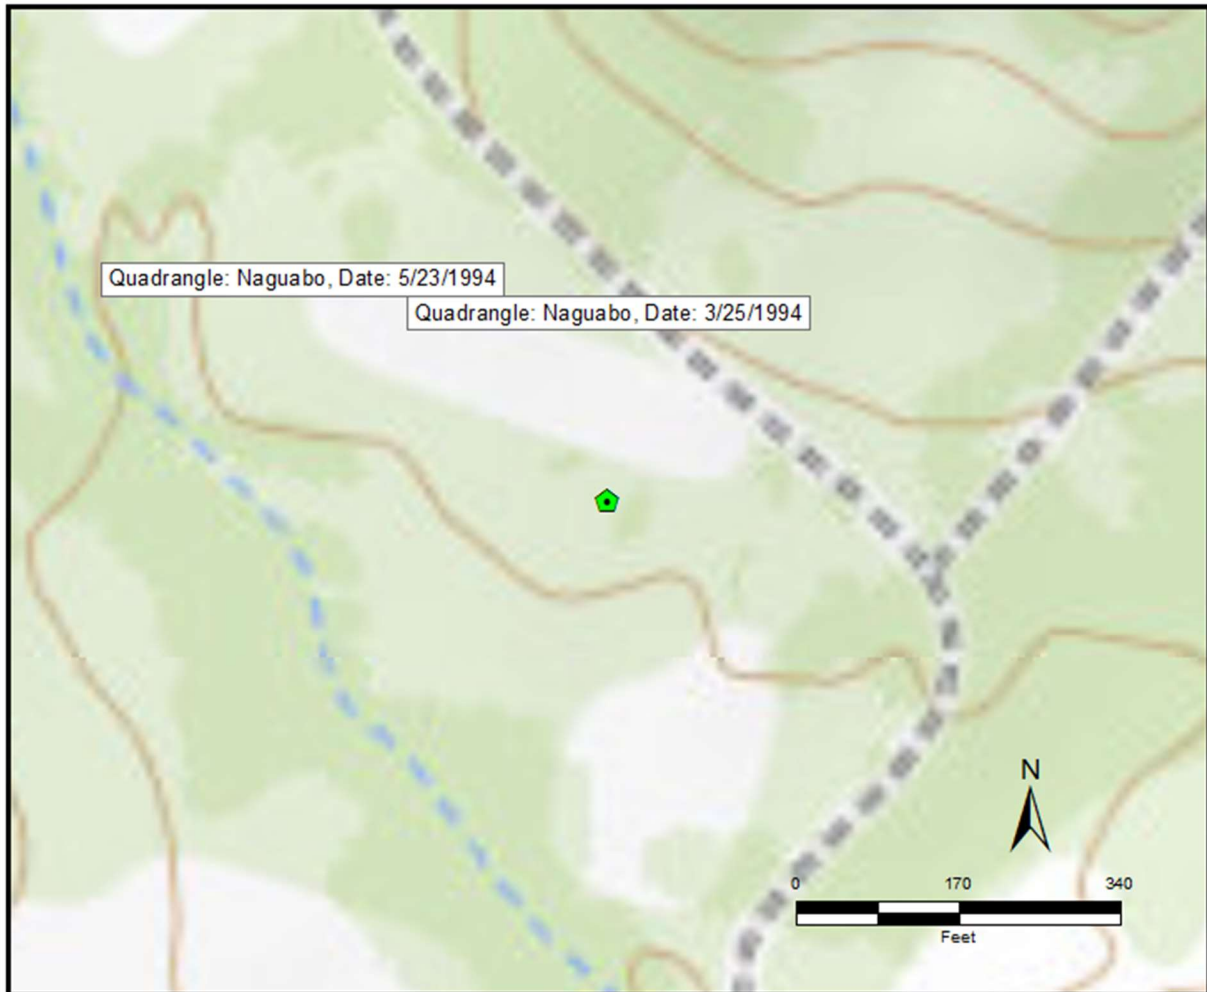 Quadrangle: Naguabo, Date: 5/23/1994
Quadrangle: Naguabo, Date: 3/25/1994
N
0 170 340
Feet